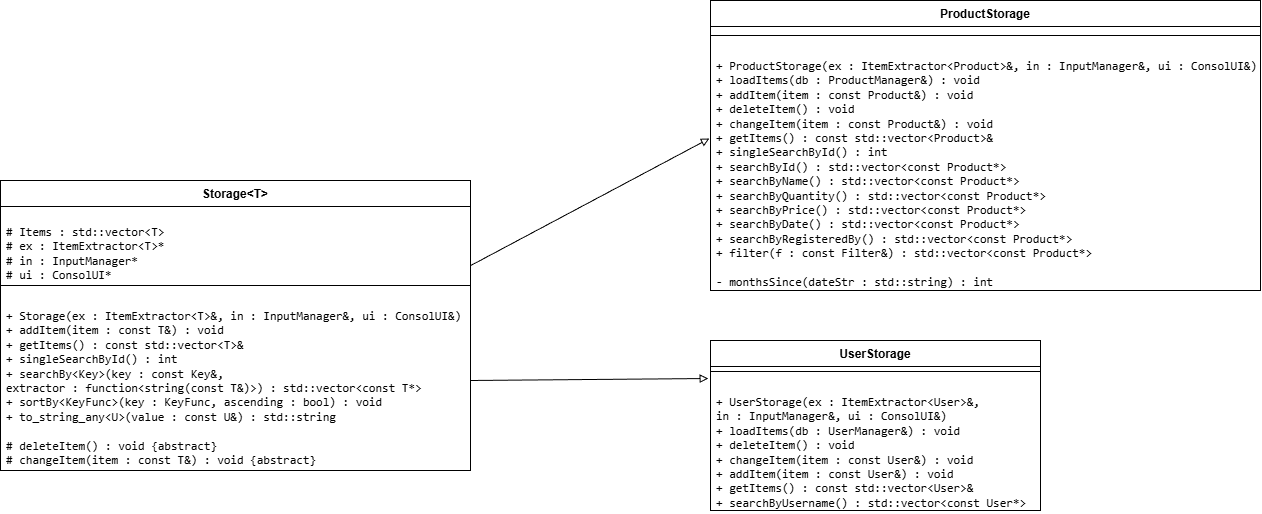 ProductStorage
+ ProductStorage(ex : ItemExtractor<Product>&, in : InputManager&, ui : ConsolUI&)
+ loadItems(db : ProductManager&) : void
+ addItem(item : const Product&) : void
+ deleteItem() : void
+ changeItem(item : const Product&) : void
+ getItems() : const std::vector<Product>&
+ singleSearchById() : int
+ searchById() : std::vector<const Product*>
+ searchByName() : std::vector<const Product*>
+ searchByQuantity() : std::vector<const Product*>
+ searchByPrice() : std::vector<const Product*>
+ searchByDate() : std::vector<const Product*>
+ searchByRegisteredBy() : std::vector<const Product*>
+ filter(f : const Filter&) : std::vector<const Product*>
- monthsSince(dateStr : std::string) : int
Storage<T>
# Items : std::vector<T>
# ex : ItemExtractor<T>*
# in : InputManager*
# ui : ConsolUI*
+ Storage(ex : ItemExtractor<T>&, in : InputManager&, ui : ConsolUI&)
+ addItem(item : const T&) : void
+ getItems() : const std::vector<T>&
+ singleSearchById() : int
+ searchBy<Key>(key : const Key&,
extractor : function<string(const T&)>) : std::vector<const T*>
+ sortBy<KeyFunc>(key : KeyFunc, ascending : bool) : void
+ to_string_any<U>(value : const U&) : std::string
# deleteItem() : void {abstract}
# changeItem(item : const T&) : void {abstract}
UserStorage
+ UserStorage(ex : ItemExtractor<User>&,
in : InputManager&, ui : ConsolUI&)
+ loadItems(db : UserManager&) : void
+ deleteItem() : void
+ changeItem(item : const User&) : void
+ addItem(item : const User&) : void
+ getItems() : const std::vector<User>&
+ searchByUsername() : std::vector<const User*>